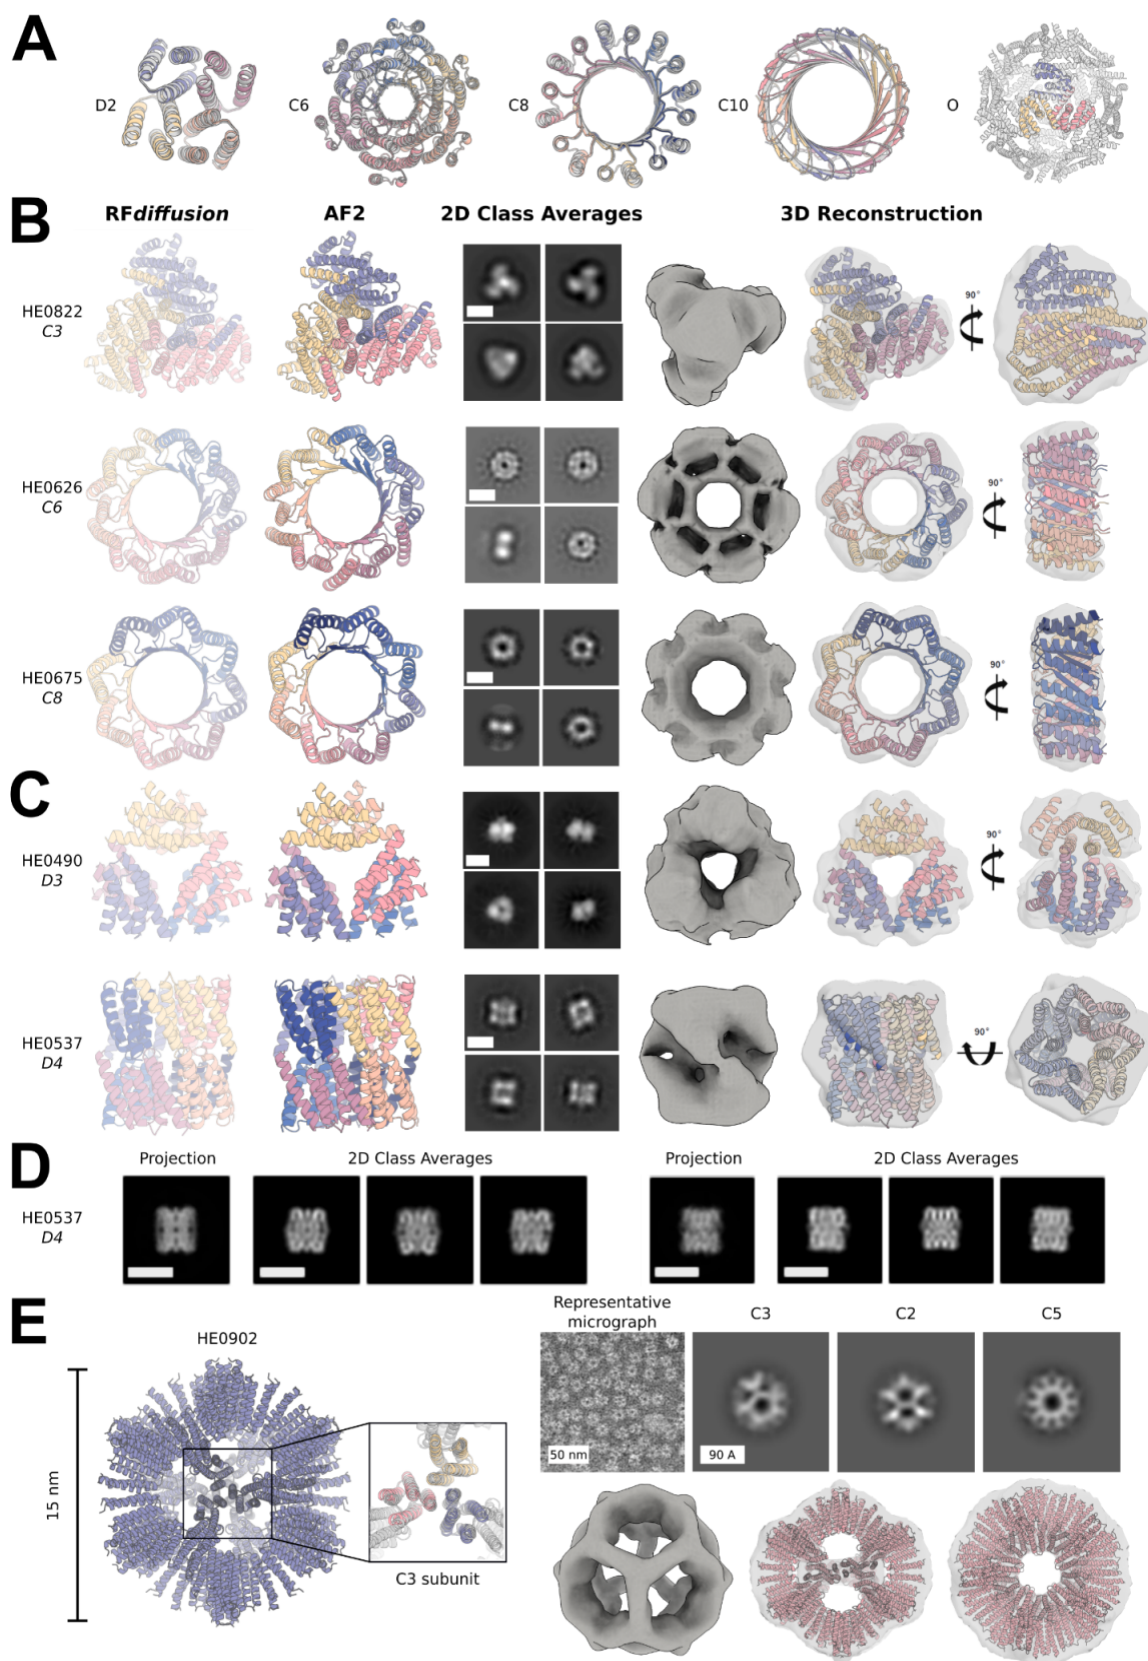 A
D2
C6
C8
C10
O
B
RFdiffusion
AF2
2D Class Averages
3D Reconstruction
HE0822
C3
90°
HE0626
C6
90°
HE0675
C8
90°
C
HE0490
D3
90°
HE0537
D4
90°
D
Projection
2D Class Averages
Projection
2D Class Averages
HE0537
D4
E
HE0902
15 nm
C3 subunit
Representative
micrograph
C3
C2
C5
50 nm
90 A